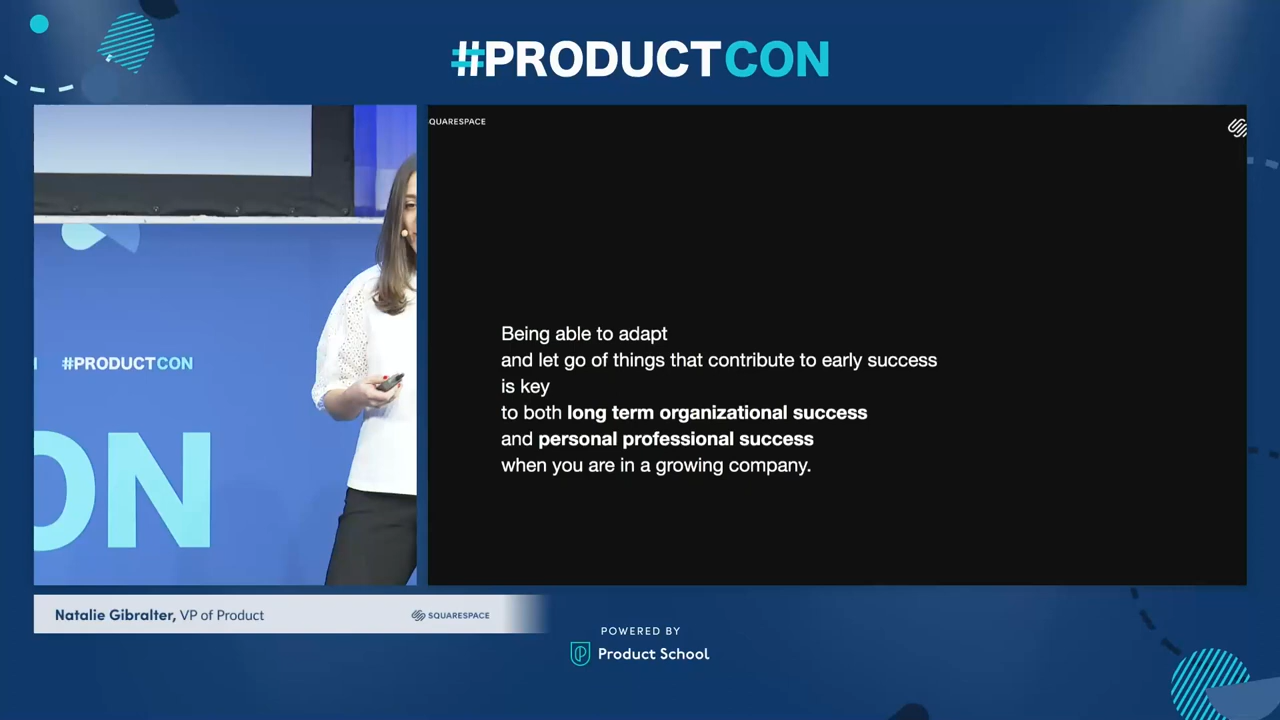 #PRODUCTCON
QUARESPACE
#PRODUCTCON
ON
Being able to adapt
and let go of things that contribute to early success
is key
to both long term organizational success
and personal professional success
when you are in a growing company.
Natalie Gibralter, VP of Product
SQUARESPACE
POWERED BY
Product School